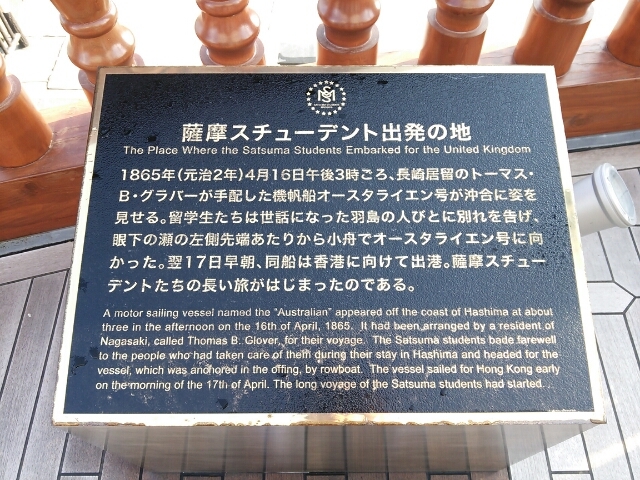 薩摩スチューデント出発の地
The Place Where the Satsuma Students Embarked for the United Kingdom
1865年(元治2年)4月16日午後3時ごろ、長崎居留のトーマス・
B・グラバーが手配した機帆船オースタライエン号が沖合に姿を
見せる。留学生たちは世話になった羽島の人びとに別れを告げ、
眼下の瀬の左側先端あたりから小舟でオースタライエン号に向
かった。翌17日早朝、同船は香港に向けて出港。薩摩スチュー
デントたちの長い旅がはじまったのである。
A motor sailing vessel named the "Australian" appeared off the coast of Hashima at about
three in the afternoon on the 16th of April, 1865. It had been arranged by a resident of
Nagasaki, called Thomas B. Glover, for their voyage. The Satsuma students bade farewell
to the people who had taken care of them during their stay in Hashima and headed for the
vessel, which was anchored in the offing, by rowboat. The vessel sailed for Hong Kong early
on the morning of the 17th of April. The long voyage of the Satsuma students had started.